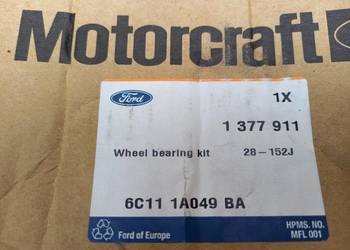 Motorcraft
Ford
1X
1 377 911
Wheel bearing kit 28-152J
6C11 1A049 BA
Ford of Europe
HPMS. NO.
MFL 001